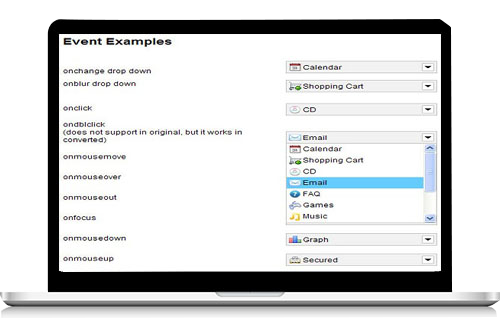 Event Examples
onchange drop down
Calendar
onblur drop down
Shopping Cart
onclick
CD
ondblclick
(does not support in original, but it works in
converted)
Email
Calendar
Shopping Cart
CD
Email
FAQ
Games
Music
onmousemove
onmouseover
onmouseout
onfocus
onmousedown
Graph
onmouseup
Secured